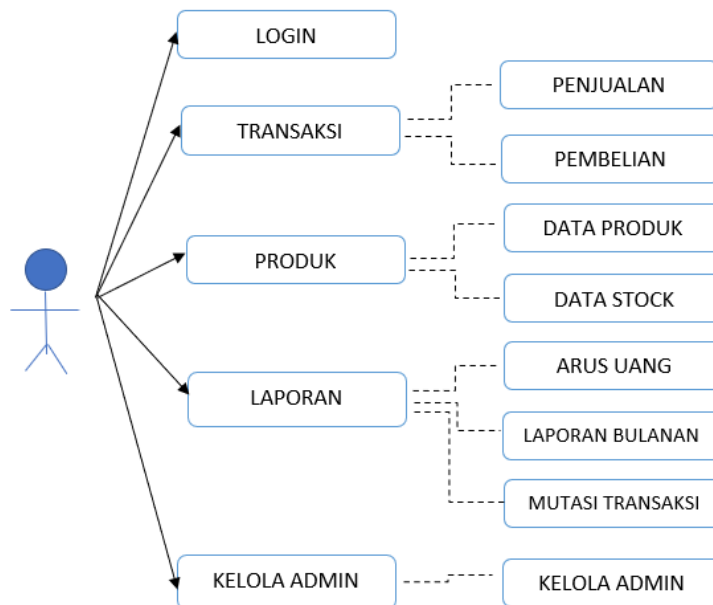 LOGIN
TRANSAKSI
PENJUALAN
PEMBELIAN
PRODUK
DATA PRODUK
DATA STOCK
LAPORAN
ARUS UANG
LAPORAN BULANAN
MUTASI TRANSAKSI
KELOLA ADMIN
KELOLA ADMIN